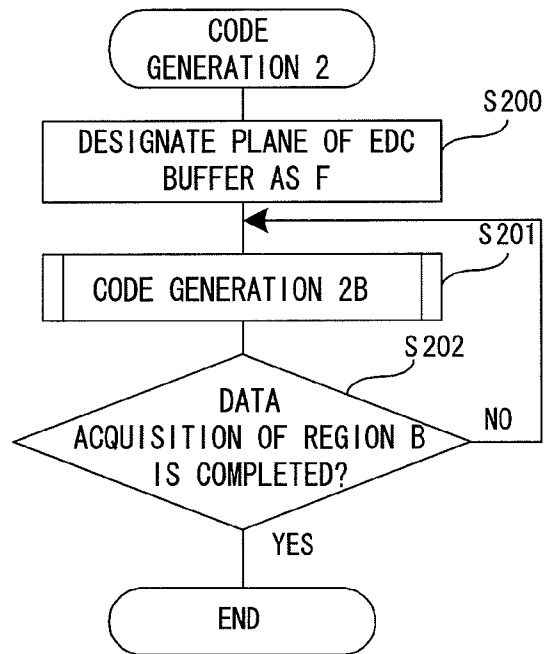 CODE
GENERATION 2
S200
DESIGNATE PLANE OF EDC
BUFFER AS F
S201
CODE GENERATION 2B
S202
DATA
ACQUISITION OF REGION B
IS COMPLETED?
NO
YES
END